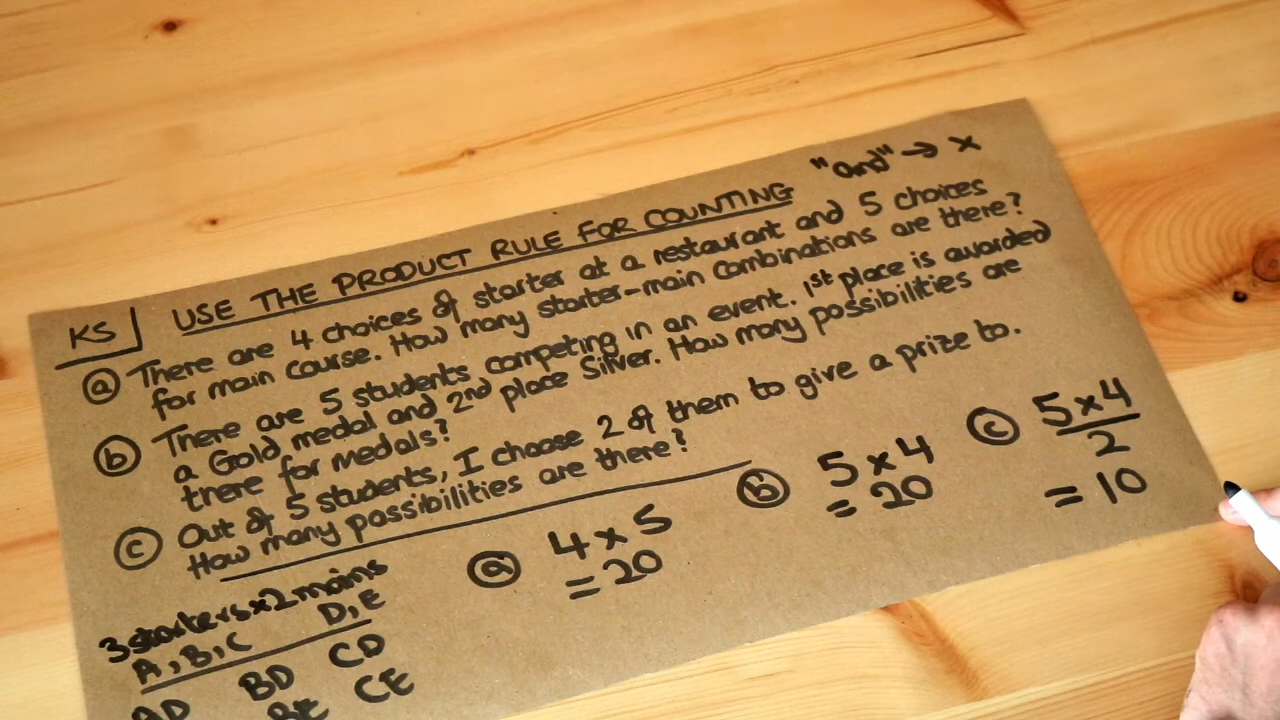 KS USE THE PRODUCT RULE FOR COUNTING "and" → ×
a There are 4 choices of starter at a restaurant and 5 choices
for main course. How many starter-main combinations are there?
b There are 5 students competing in an event. 1st place is awarded
a Gold medal and 2nd place Silver. How many possibilities are
there for medals?
c Out of 5 students, I choose 2 of them to give a prize to.
How many possibilities are there?
3 starters × 2 mains
A, B, C D, E
AD BD CD
BE CE
a 4 × 5
= 20
b 5 × 4
= 20
c 5 × 4
2
= 10